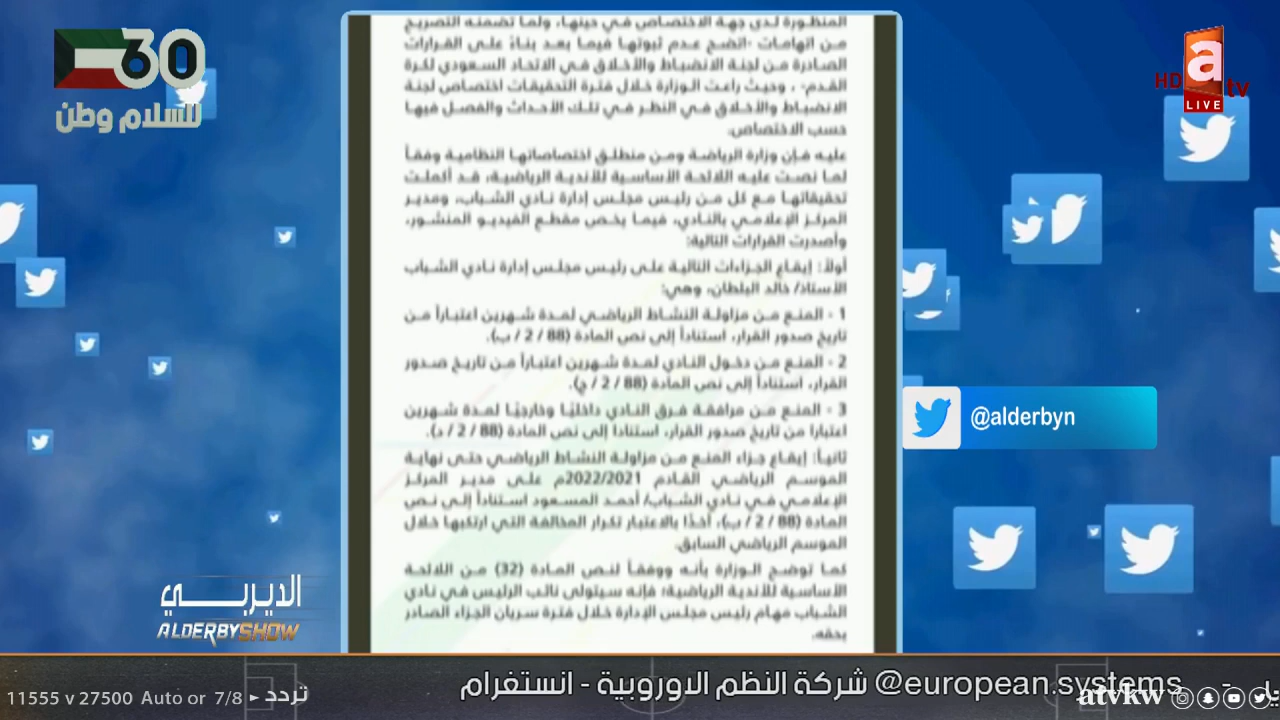 30
للسلام وطن
a
HD
tv
LIVE
المنظورة لدى جهة الاختصاص في حينها، ولما تضمنه التصريح
من اتهامات -اتضح عدم ثبوتها فيما بعد بناءً على القرارات
الصادرة من لجنة الانضباط والأخلاق في الاتحاد السعودي لكرة
القدم- ، وحيث راعت الوزارة خلال فترة التحقيقات اختصاص لجنة
الانضباط والأخلاق في النظر في تلك الأحداث والفصل فيها
حسب الاختصاص.
عليه فإن وزارة الرياضة ومن منطلق اختصاصاتها النظامية وفقاً
لما نصت عليه اللائحة الأساسية للأندية الرياضية، قد أكملت
تحقيقاتها مع كل من رئيس مجلس إدارة نادي الشباب، ومدير
المركز الإعلامي بالنادي، فيما يخص مقطع الفيديو المنشور،
وأصدرت القرارات التالية:
أولاً: إيقاع الجزاءات التالية على رئيس مجلس إدارة نادي الشباب
الأستاذ/ خالد البلطان، وهي:
1 - المنع من مزاولة النشاط الرياضي لمدة شهرين اعتباراً من
تاريخ صدور القرار، استناداً إلى نص المادة (88 / 2 / ب).
2 - المنع من دخول النادي لمدة شهرين اعتباراً من تاريخ صدور
القرار، استناداً إلى نص المادة (88 / 2 / ج).
3 - المنع من مرافقة فرق النادي داخليًا وخارجيًا لمدة شهرين
اعتبارا من تاريخ صدور القرار، استنادا إلى نص المادة (88 / 2 / د).
ثانياً: إيقاع جزاء المنع من مزاولة النشاط الرياضي حتى نهاية
الموسم الرياضي القادم 2022/2021م على مدير المركز
الإعلامي في نادي الشباب/ أحمد المسعود استناداً إلى نص
المادة (88 / 2 / ب)، أخذًا بالاعتبار تكرار المخالفة التي ارتكبها خلال
الموسم الرياضي السابق.
كما توضح الوزارة بأنه ووفقاً لنص المادة (32) من اللائحة
الأساسية للأندية الرياضية؛ فإنه سيتولى نائب الرئيس في نادي
الشباب مهام رئيس مجلس الإدارة خلال فترة سريان الجزاء الصادر
بحقه.
@alderbyn
الديربي
ALDERBYSHOW
شركة النظم الاوروبية - انستغرام @european.systems -
11555 v 27500 Auto or 7/8 ► تردد
atvkw